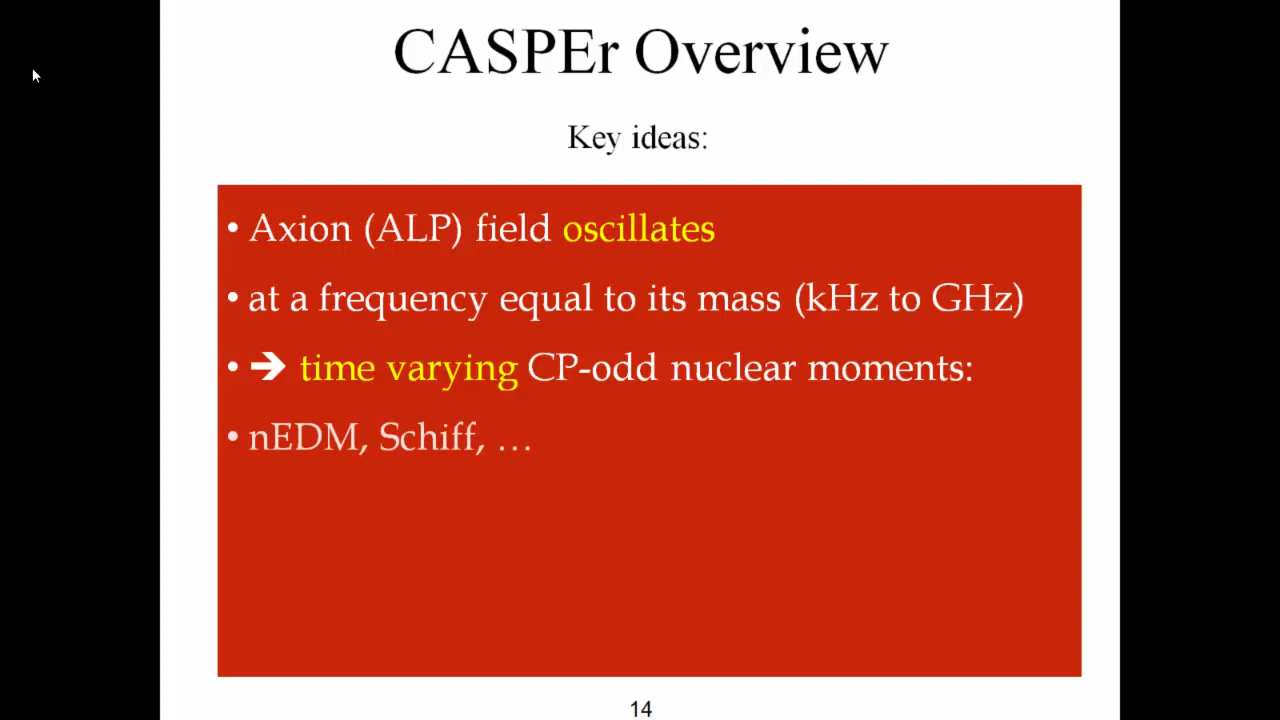 CASPEr Overview
Key ideas:
• Axion (ALP) field oscillates
• at a frequency equal to its mass (kHz to GHz)
• ➔ time varying CP-odd nuclear moments:
• nEDM, Schiff, …
14